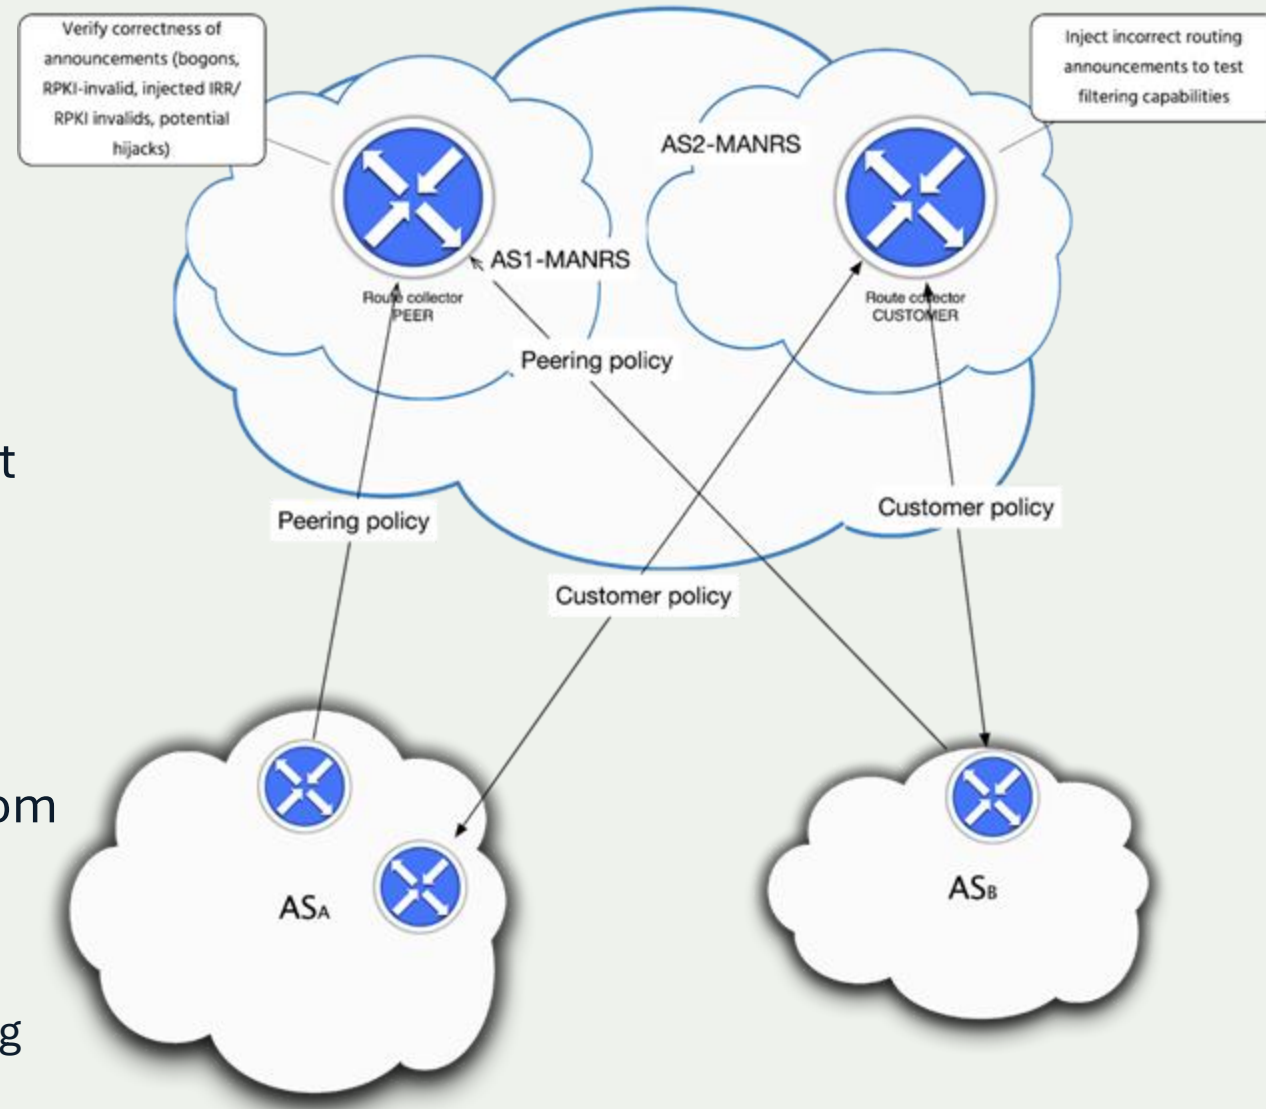 Verify correctness of
announcements (bogons,
RPKI-invalid, injected IRR/
RPKI invalids, potential
hijacks)
Inject incorrect routing
announcements to test
filtering capabilities
AS2-MANRS
AS1-MANRS
Route collector
PEER
Route collector
CUSTOMER
Peering policy
Peering policy
Customer policy
Customer policy
t
om
g
ASA
ASB